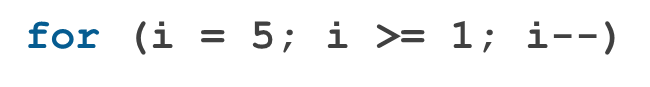 for (i = 5; i >= 1; i--)